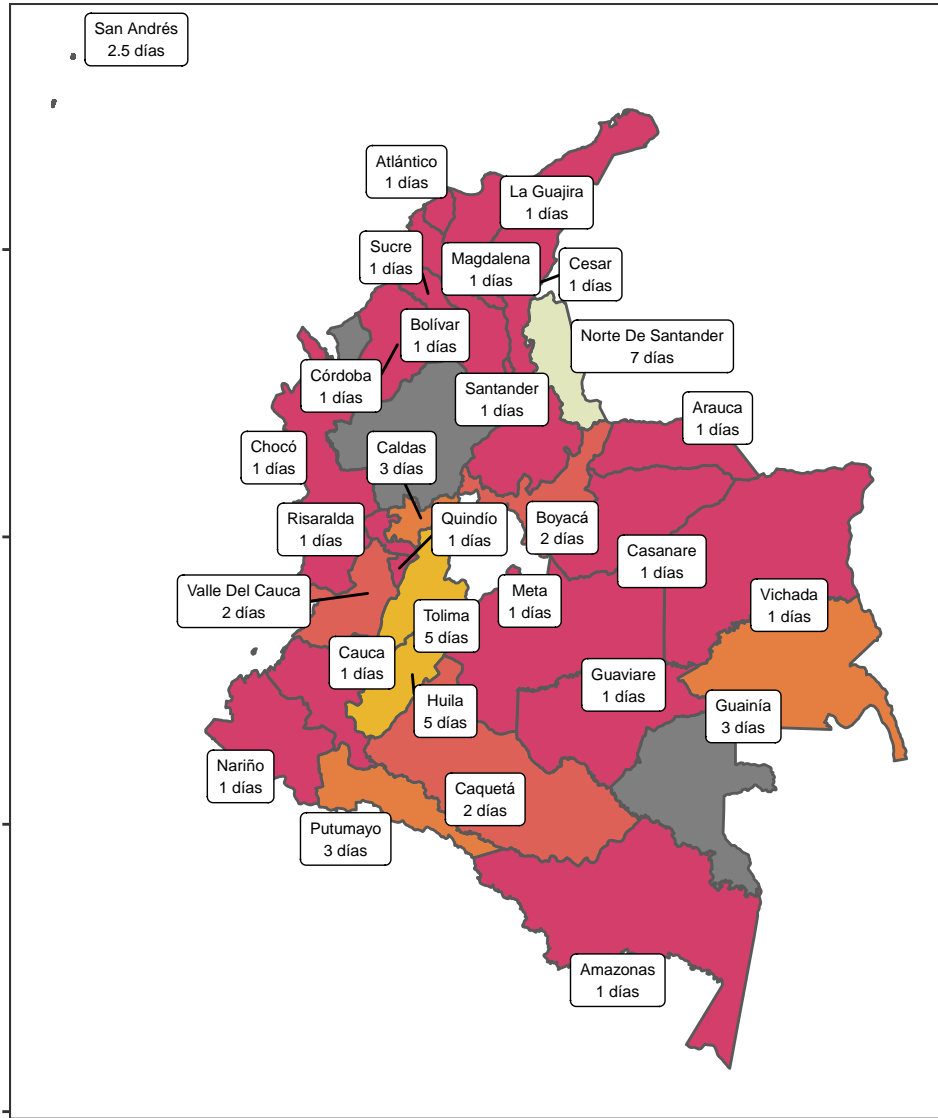 San Andrés
2.5 días
Atlántico
1 días
La Guajira
1 días
Sucre
1 días
Magdalena
1 días
Cesar
1 días
Bolívar
1 días
Norte De Santander
7 días
Córdoba
1 días
Santander
1 días
Arauca
1 días
Chocó
1 días
Caldas
3 días
Risaralda
1 días
Quindío
1 días
Boyacá
2 días
Casanare
1 días
Valle Del Cauca
2 días
Meta
1 días
Vichada
1 días
Tolima
5 días
Cauca
1 días
Guaviare
1 días
Huila
5 días
Guainía
3 días
Nariño
1 días
Caquetá
2 días
Putumayo
3 días
Amazonas
1 días